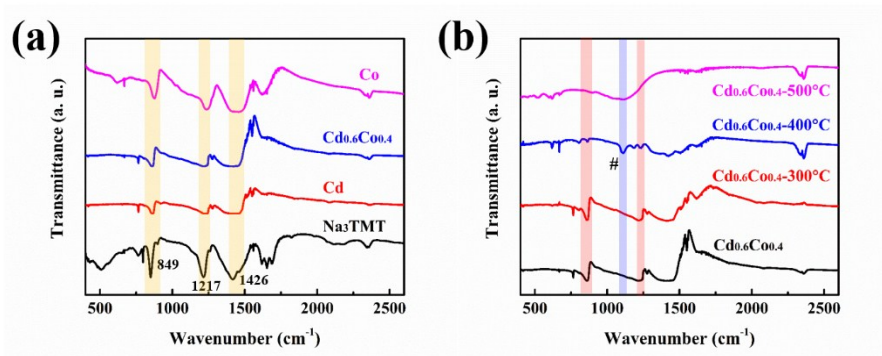 (a)
Transmittance (a. u.)
Co
Cd0.6Co0.4
Cd
Na3TMT
849
1217
1426
500 1000 1500 2000 2500
Wavenumber (cm-1)
(b)
Transmittance (a. u.)
Cd0.6Co0.4-500°C
Cd0.6Co0.4-400°C
#
Cd0.6Co0.4-300°C
Cd0.6Co0.4
500 1000 1500 2000 2500
Wavenumber (cm-1)